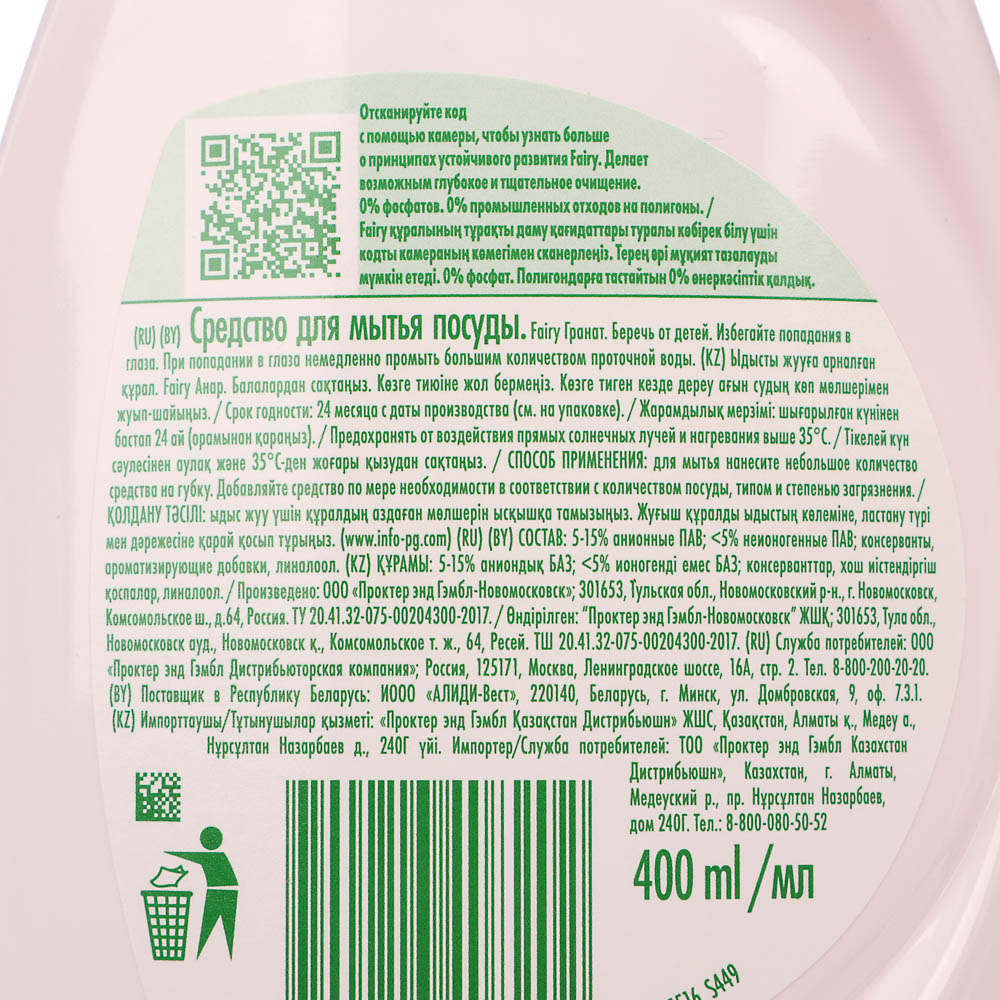 Отсканируйте код
с помощью камеры, чтобы узнать больше
о принципах устойчивого развития Fairy. Делает
возможным глубокое и тщательное очищение.
0% фосфатов. 0% промышленных отходов на полигоны. /
Fairy құралының тұрақты даму қағидаттары туралы көбірек білу үшін
кодты камераның көмегімен сканерлеңіз. Терең әрі мұқият тазалауды
мүмкін етеді. 0% фосфат. Полигондарға тастайтын 0% өнеркәсіптік қалдық.
(RU) (BY) Средство для мытья посуды. Fairy Гранат. Беречь от детей. Избегайте попадания в
глаза. При попадании в глаза немедленно промыть большим количеством проточной воды. (KZ) Ыдысты жууға арналған
құрал. Fairy Анар. Балалардан сақтаңыз. Көзге тиюіне жол бермеңіз. Көзге тиген кезде дереу ағын судың көп мөлшерімен
жуып-шайыңыз. / Срок годности: 24 месяца с даты производства (см. на упаковке). / Жарамдылық мерзімі: шығарылған күнінен
бастап 24 ай (орамынан қараңыз). / Предохранять от воздействия прямых солнечных лучей и нагревания выше 35°C. / Тікелей күн
сәулесінен аулақ және 35°C-ден жоғары қызудан сақтаңыз. / СПОСОБ ПРИМЕНЕНИЯ: для мытья нанесите небольшое количество
средства на губку. Добавляйте средство по мере необходимости в соответствии с количеством посуды, типом и степенью загрязнения. /
ҚОЛДАНУ ТӘСІЛІ: ыдыс жуу үшін құралдың аздаған мөлшерін ысқышқа тамызыңыз. Жуғыш құралды ыдыстың көлеміне, ластану түрі
мен дәрежесіне қарай қосып тұрыңыз. (www.info-pg.com) (RU) (BY) СОСТАВ: 5-15% анионные ПАВ; <5% неионогенные ПАВ; консерванты,
ароматизирующие добавки, линалоол. (KZ) ҚҰРАМЫ: 5-15% аниондық БАЗ; <5% ионогенді емес БАЗ; консерванттар, хош иістендіргіш
қоспалар, линалоол. / Произведено: ООО «Проктер энд Гэмбл-Новомосковск»; 301653, Тульская обл., Новомосковский р-н., г. Новомосковск,
Комсомольское ш., д.64, Россия. ТУ 20.41.32-075-00204300-2017. / Өндірілген: "Проктер энд Гэмбл-Новомосковск" ЖШҚ; 301653, Тула обл.,
Новомосковск ауд., Новомосковск қ., Комсомольское т. ж., 64, Ресей. ТШ 20.41.32-075-00204300-2017. (RU) Служба потребителей: ООО
«Проктер энд Гэмбл Дистрибьюторская компания»; Россия, 125171, Москва, Ленинградское шоссе, 16А, стр. 2. Тел. 8-800-200-20-20.
(BY) Поставщик в Республику Беларусь: ИООО «АЛИДИ-Вест», 220140, Беларусь, г. Минск, ул. Домбровская, 9, оф. 7.3.1.
(KZ) Импорттаушы/Тұтынушылар қызметі: «Проктер энд Гэмбл Қазақстан Дистрибьюшн» ЖШС, Қазақстан, Алматы қ., Медеу а.,
Нұрсұлтан Назарбаев д., 240Г үйі. Импортер/Служба потребителей: ТОО «Проктер энд Гэмбл Казахстан
Дистрибьюшн», Казахстан, г. Алматы,
Медеуский р., пр. Нұрсұлтан Назарбаев,
дом 240Г. Тел.: 8-800-080-50-52
400 ml / мл
S449